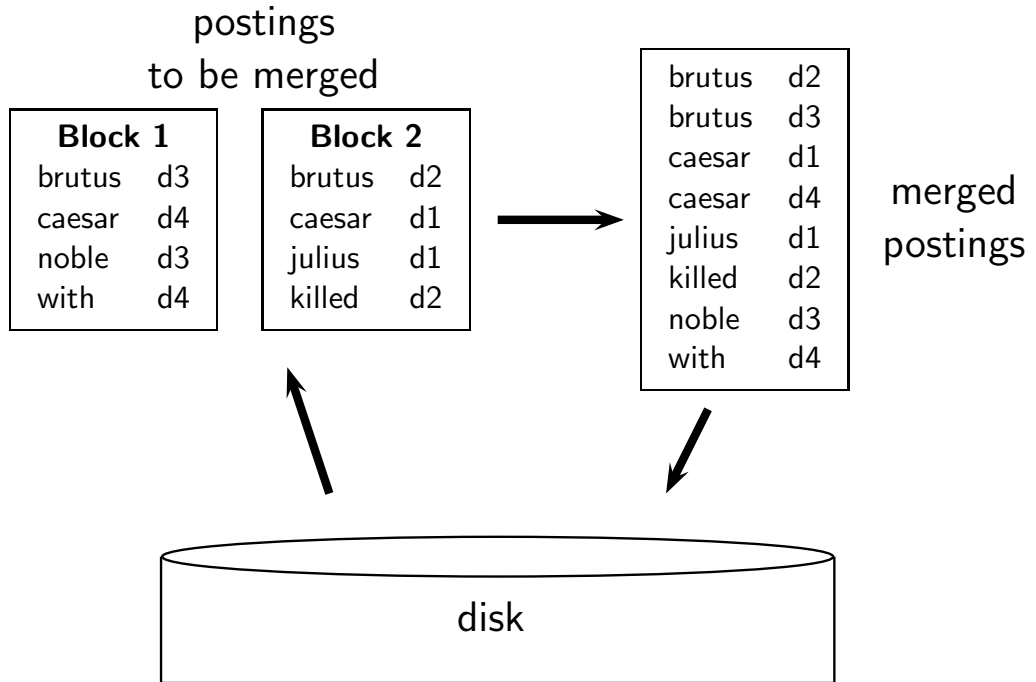 postings
to be merged
Block 1
brutus d3
caesar d4
noble d3
with d4
Block 2
brutus d2
caesar d1
julius d1
killed d2
brutus d2
brutus d3
caesar d1
caesar d4
julius d1
killed d2
noble d3
with d4
merged
postings
disk